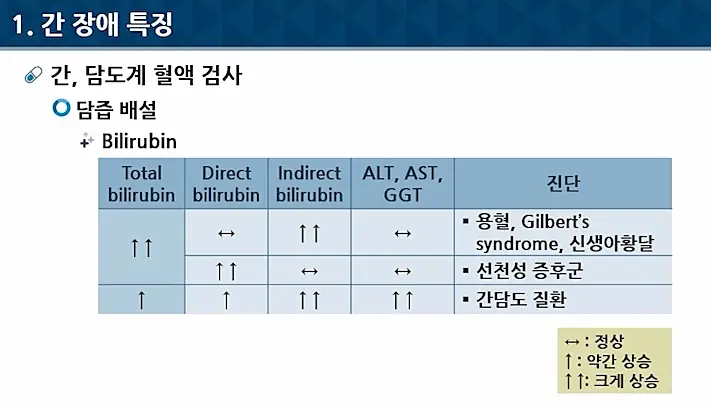 1. 간 장애 특징
간, 담도계 혈액 검사
담즙 배설
Bilirubin
Total bilirubin | Direct bilirubin | Indirect bilirubin | ALT, AST, GGT | 진단
↑↑ | ↔ | ↑↑ | ↔ | ▪ 용혈, Gilbert's syndrome, 신생아황달
↑↑ | ↔ | ↔ | ▪ 선천성 증후군
↑ | ↑ | ↑↑ | ↑↑ | ▪ 간담도 질환
↔ : 정상
↑ : 약간 상승
↑↑: 크게 상승